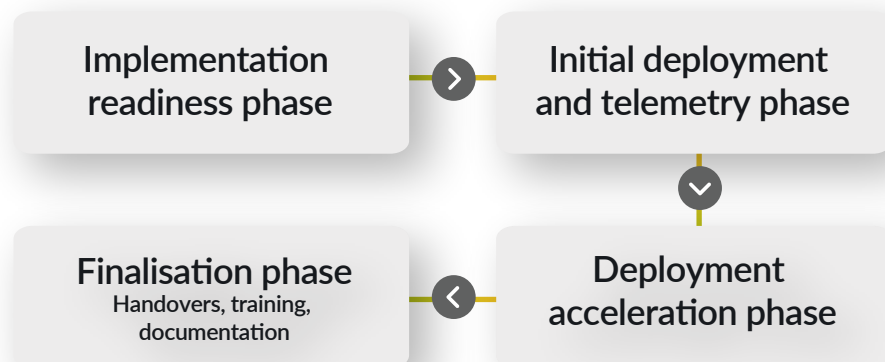 Implementation
readiness phase
Initial deployment
and telemetry phase
Deployment
acceleration phase
Finalisation phase
Handovers, training,
documentation